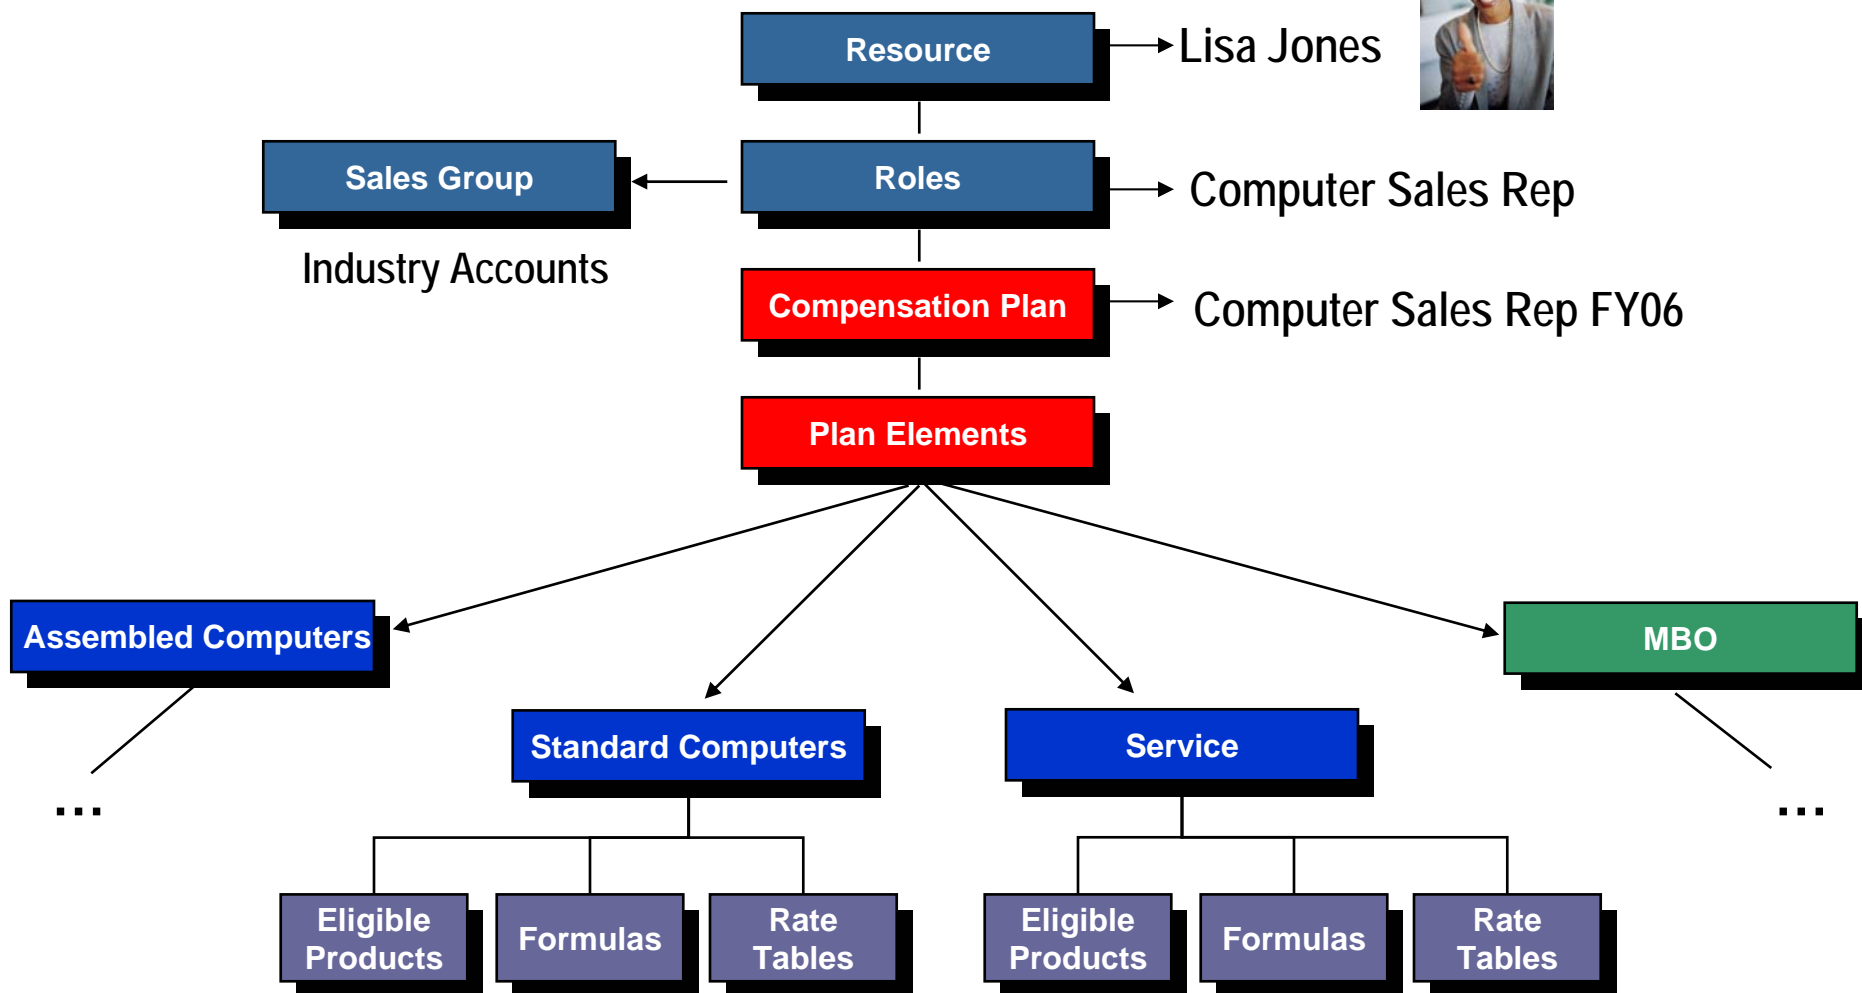 Resource
Lisa Jones
Sales Group
Roles
Computer Sales Rep
Industry Accounts
Compensation Plan
Computer Sales Rep FY06
Plan Elements
Assembled Computers
MBO
Standard Computers
Service
...
...
Eligible
Products
Formulas
Rate
Tables
Eligible
Products
Formulas
Rate
Tables